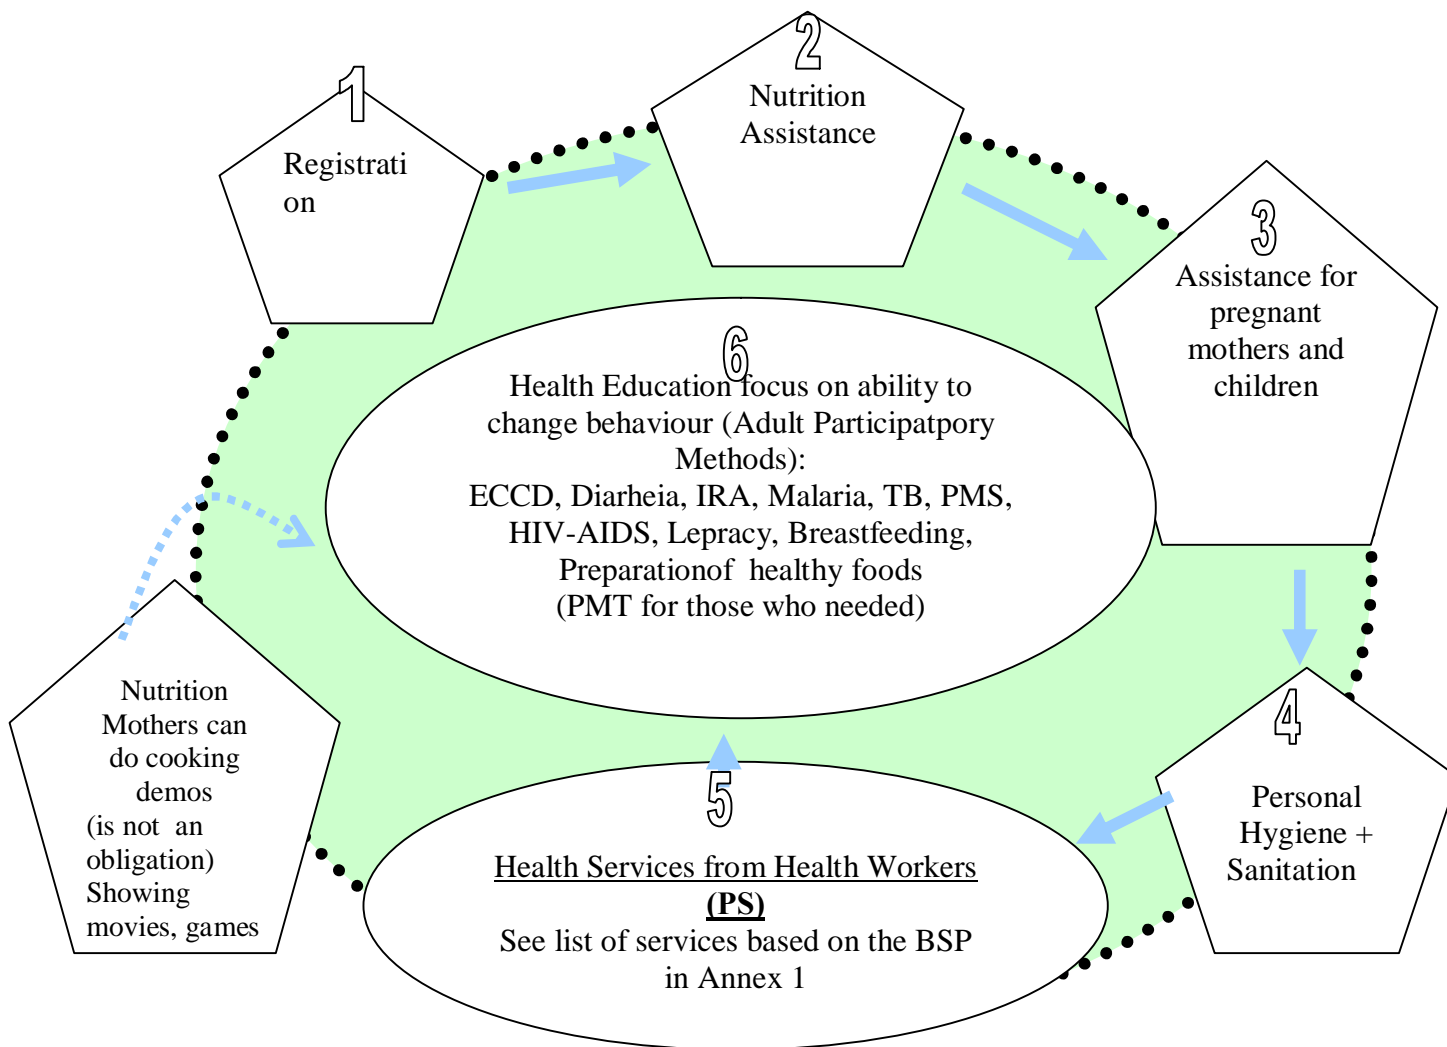 1
Registrati
on
2
Nutrition
Assistance
3
Assistance for
pregnant
mothers and
children
4
Personal
Hygiene +
Sanitation
5
Health Services from Health Workers
(PS)
See list of services based on the BSP
in Annex 1
6
Health Education focus on ability to
change behaviour (Adult Participatpory
Methods):
ECCD, Diarheia, IRA, Malaria, TB, PMS,
HIV-AIDS, Lepracy, Breastfeeding,
Preparationof healthy foods
(PMT for those who needed)
Nutrition
Mothers can
do cooking
demos
(is not an
obligation)
Showing
movies, games